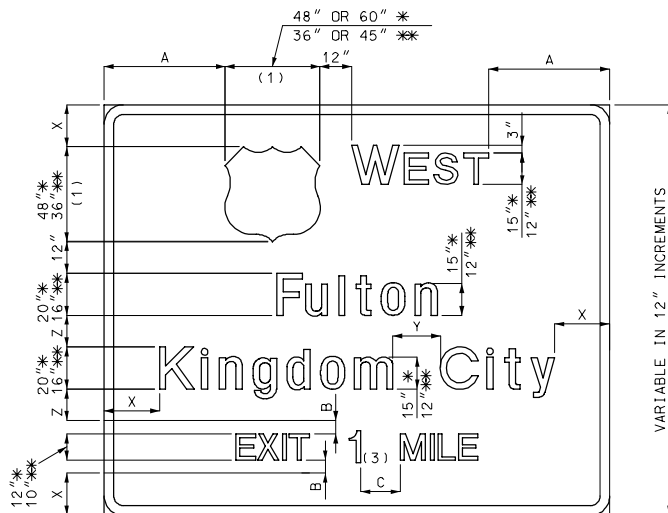 48" OR 60" *
36" OR 45" **
A
(1)
12"
A
X
WEST
3"
48"*
36"**
(1)
15"*
12"**
12"
15"*
12"**
VARIABLE IN 12" INCREMENTS
20"*
16"**
Fulton
Z
Y
X
20"*
16"**
Kingdom City
15"*
12"**
Z
X
B
12"*
10"**
EXIT 1 MILE
(3)
B
C
X